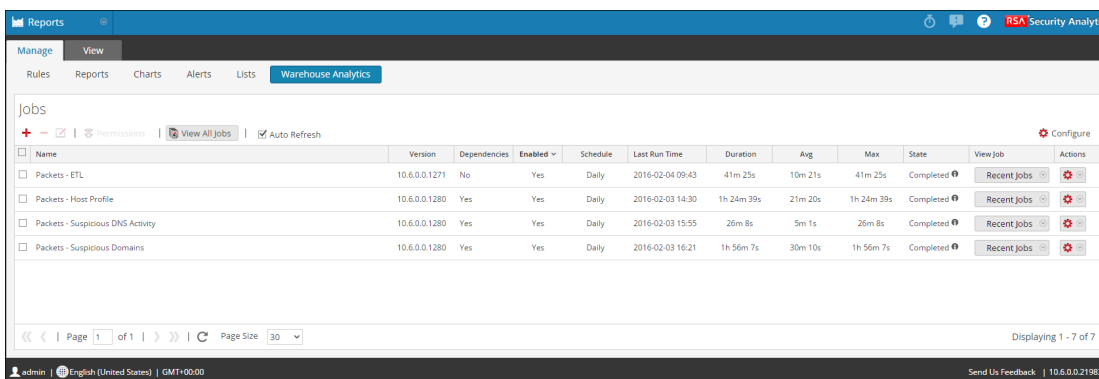 Reports
RSA Security Analyt
Manage View
Rules Reports Charts Alerts Lists Warehouse Analytics
Jobs
Permissions | View All Jobs | Auto Refresh Configure
Name Version Dependencies Enabled Schedule Last Run Time Duration Avg Max State View Job Actions
Packets - ETL 10.6.0.0.1271 No Yes Daily 2016-02-04 09:43 41m 25s 10m 21s 41m 25s Completed Recent Jobs
Packets - Host Profile 10.6.0.0.1280 Yes Yes Daily 2016-02-03 14:30 1h 24m 39s 21m 20s 1h 24m 39s Completed Recent Jobs
Packets - Suspicious DNS Activity 10.6.0.0.1280 Yes Yes Daily 2016-02-03 15:55 26m 8s 5m 1s 26m 8s Completed Recent Jobs
Packets - Suspicious Domains 10.6.0.0.1280 Yes Yes Daily 2016-02-03 16:21 1h 56m 7s 30m 10s 1h 56m 7s Completed Recent Jobs
Page 1 of 1 | Page Size 30 Displaying 1 - 7 of 7
admin | English (United States) | GMT+00:00 Send Us Feedback | 10.6.0.0.2198